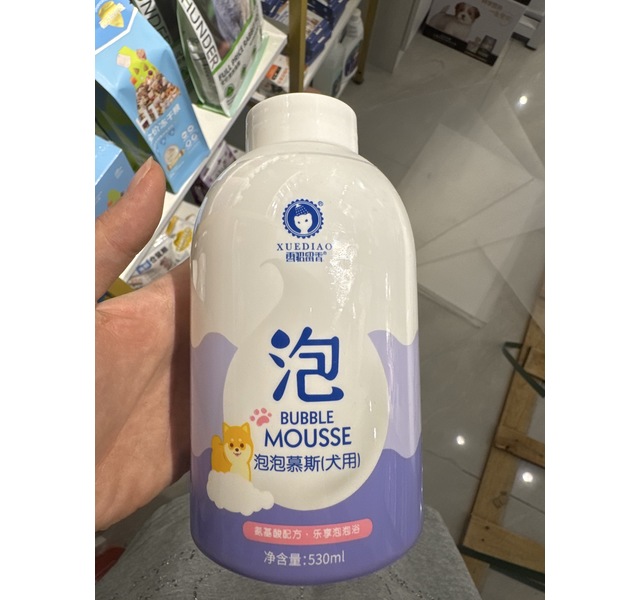 XUEDIAO
雪貂留香®
泡
BUBBLE
MOUSSE
泡泡慕斯(犬用)
氨基酸配方·乐享泡泡浴
净含量:530ml